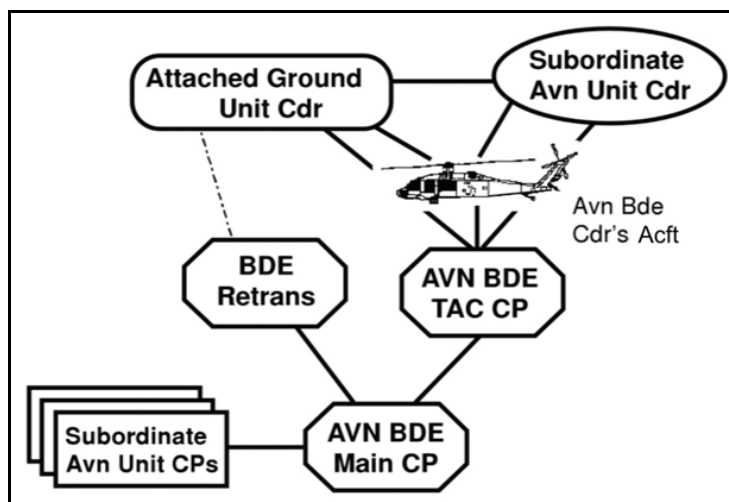 Attached Ground
Unit Cdr
Subordinate
Avn Unit Cdr
Avn Bde
Cdr's Acft
BDE
Retrans
AVN BDE
TAC CP
Subordinate
Avn Unit CPs
AVN BDE
Main CP